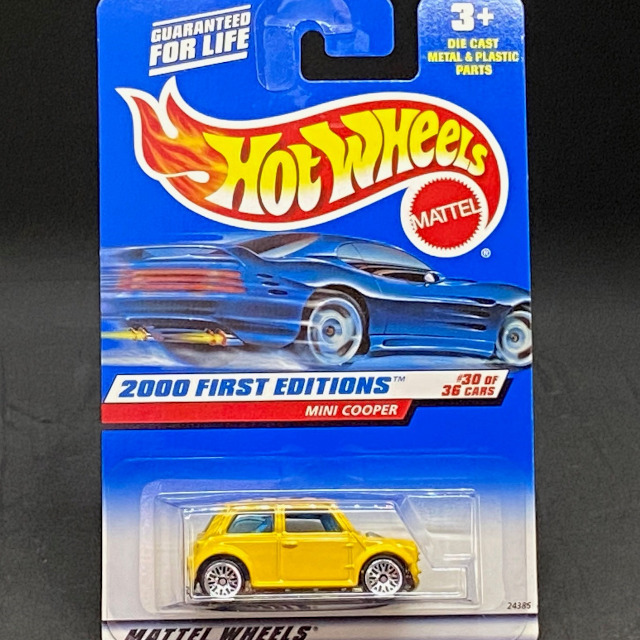 GUARANTEED
FOR LIFE
3+
DIE CAST
METAL & PLASTIC
PARTS
HOT WHEELS
MATTEL
®
2000 FIRST EDITIONS™
#30 OF
36 CARS
MINI COOPER
24385
MATTEL WHEELS®